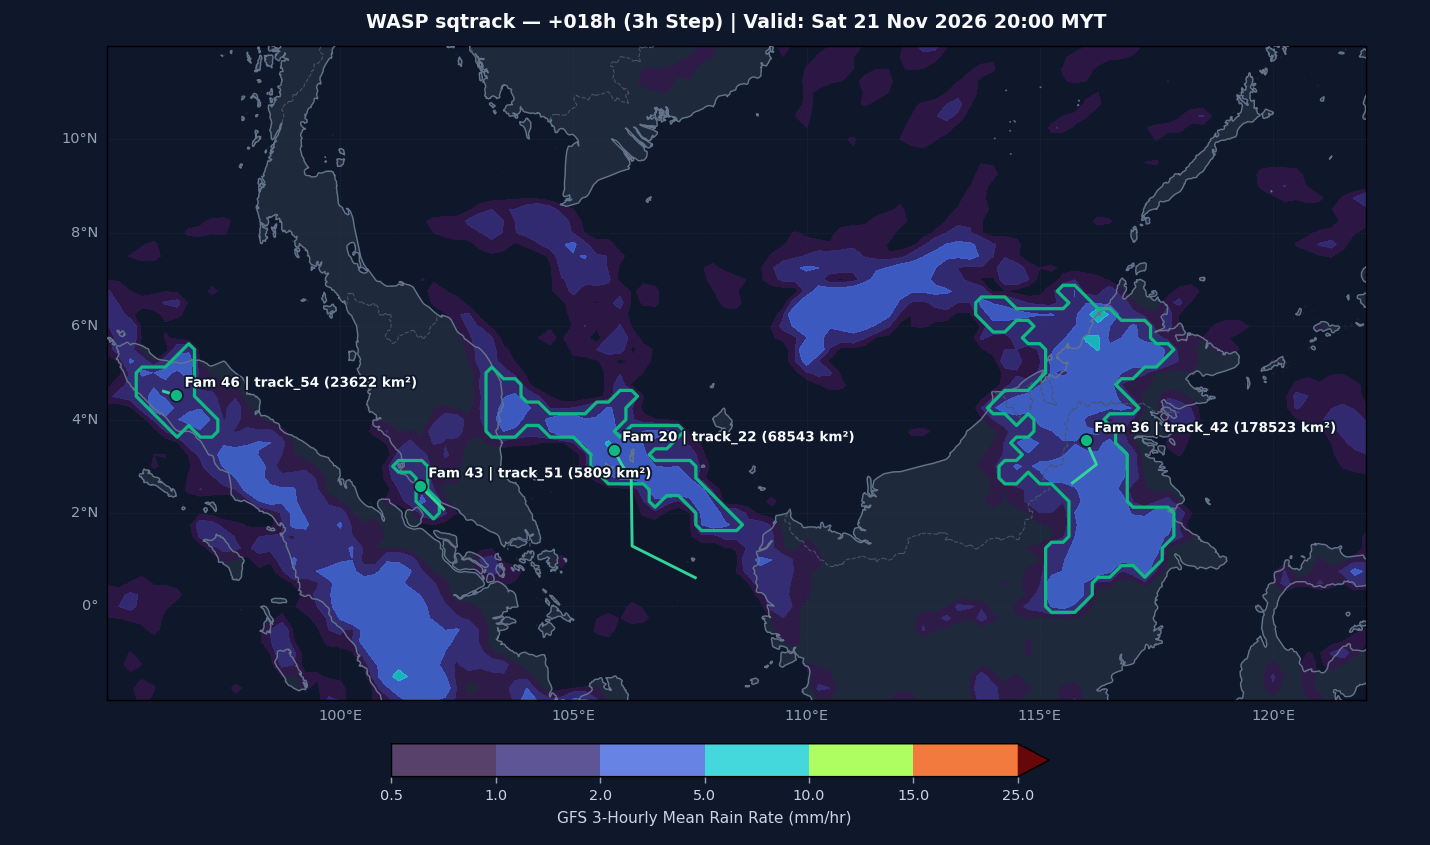 WASP sqtrack — +018h (3h Step) | Valid: Sat 21 Nov 2026 20:00 MYT
10°N
8°N
6°N
4°N
2°N
0°
Fam 46 | track_54 (23622 km²)
Fam 20 | track_22 (68543 km²)
Fam 36 | track_42 (178523 km²)
Fam 43 | track_51 (5809 km²)
100°E
105°E
110°E
115°E
120°E
0.5
1.0
2.0
5.0
10.0
15.0
25.0
GFS 3-Hourly Mean Rain Rate (mm/hr)